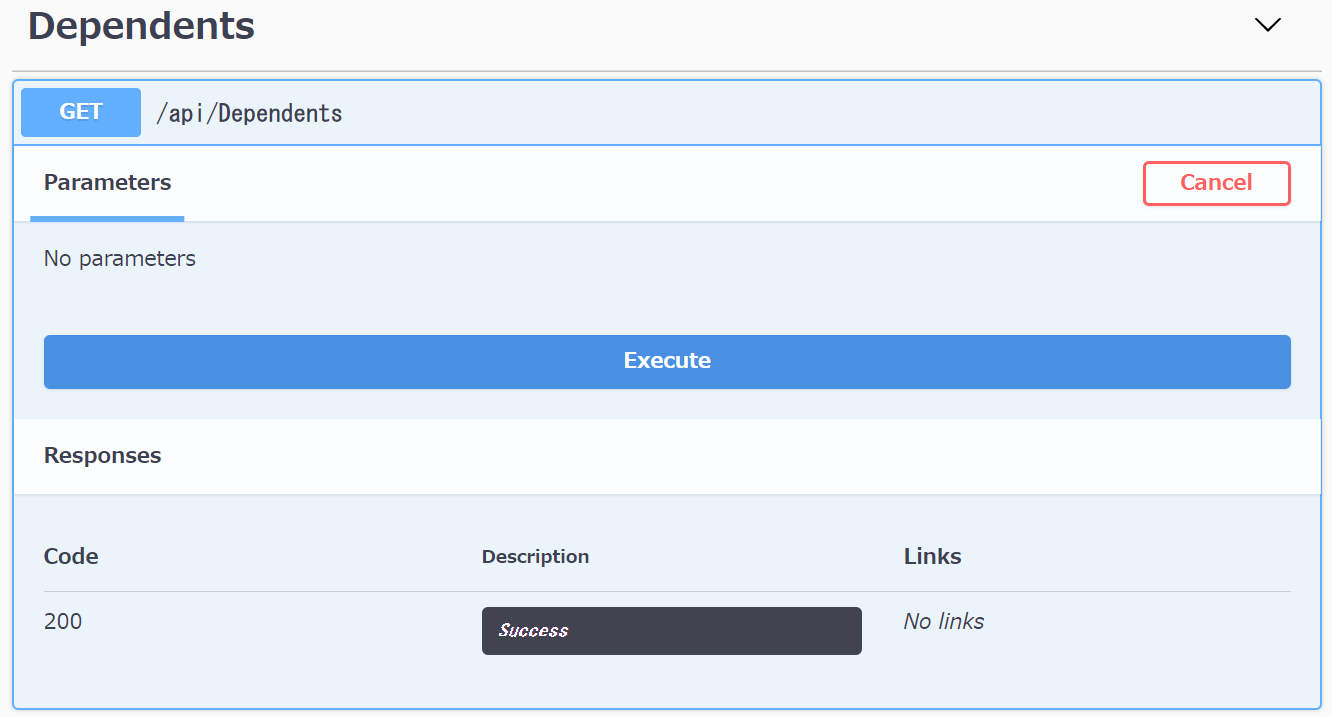 Dependents
GET /api/Dependents
Parameters Cancel
No parameters
Execute
Responses
Code Description Links
200 Success No links